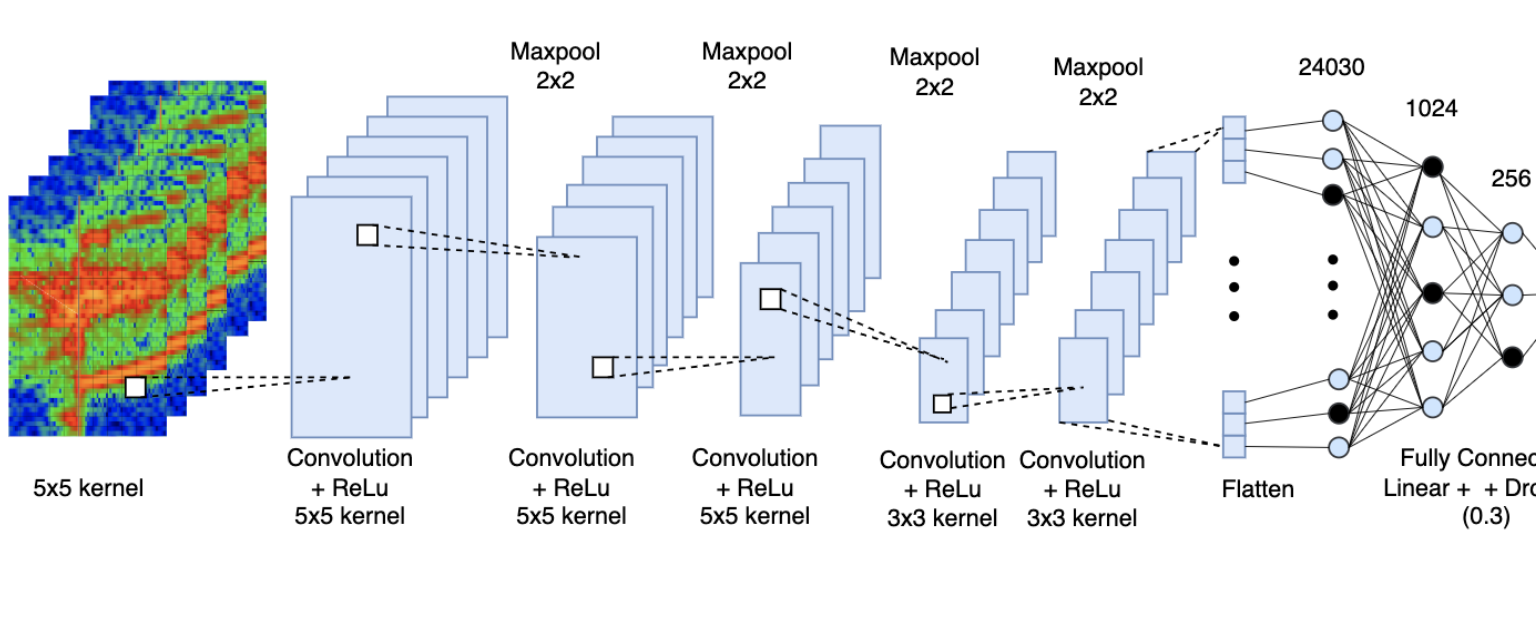 Maxpool
2x2
Maxpool
2x2
Maxpool
2x2
Maxpool
2x2
24030
1024
256
5x5 kernel
Convolution
+ ReLu
5x5 kernel
Convolution
+ ReLu
5x5 kernel
Convolution
+ ReLu
5x5 kernel
Convolution
+ ReLu
3x3 kernel
Convolution
+ ReLu
3x3 kernel
Flatten
Fully
Linear + +
(0.3)